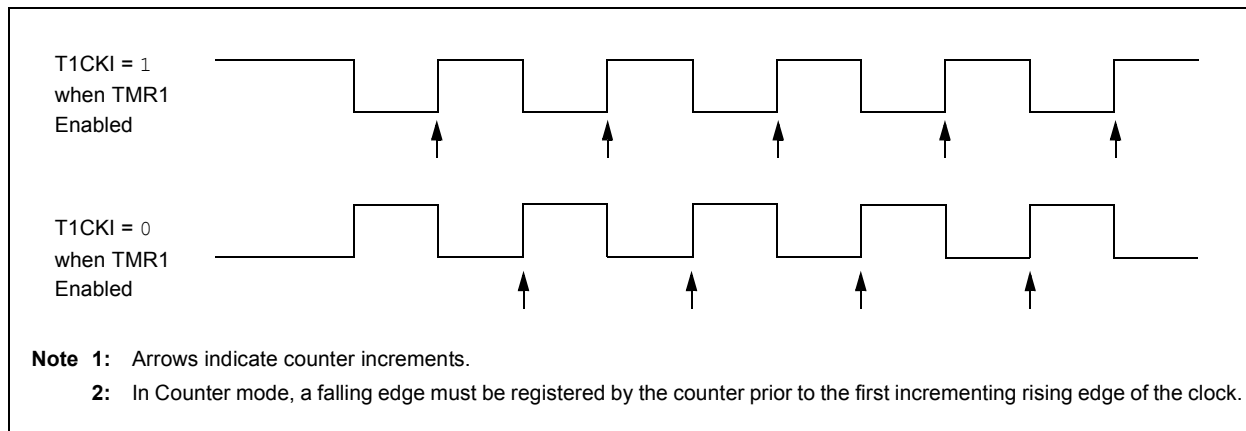 T1CKI = 1
when TMR1
Enabled
T1CKI = 0
when TMR1
Enabled
Note 1: Arrows indicate counter increments.
2: In Counter mode, a falling edge must be registered by the counter prior to the first incrementing rising edge of the clock.